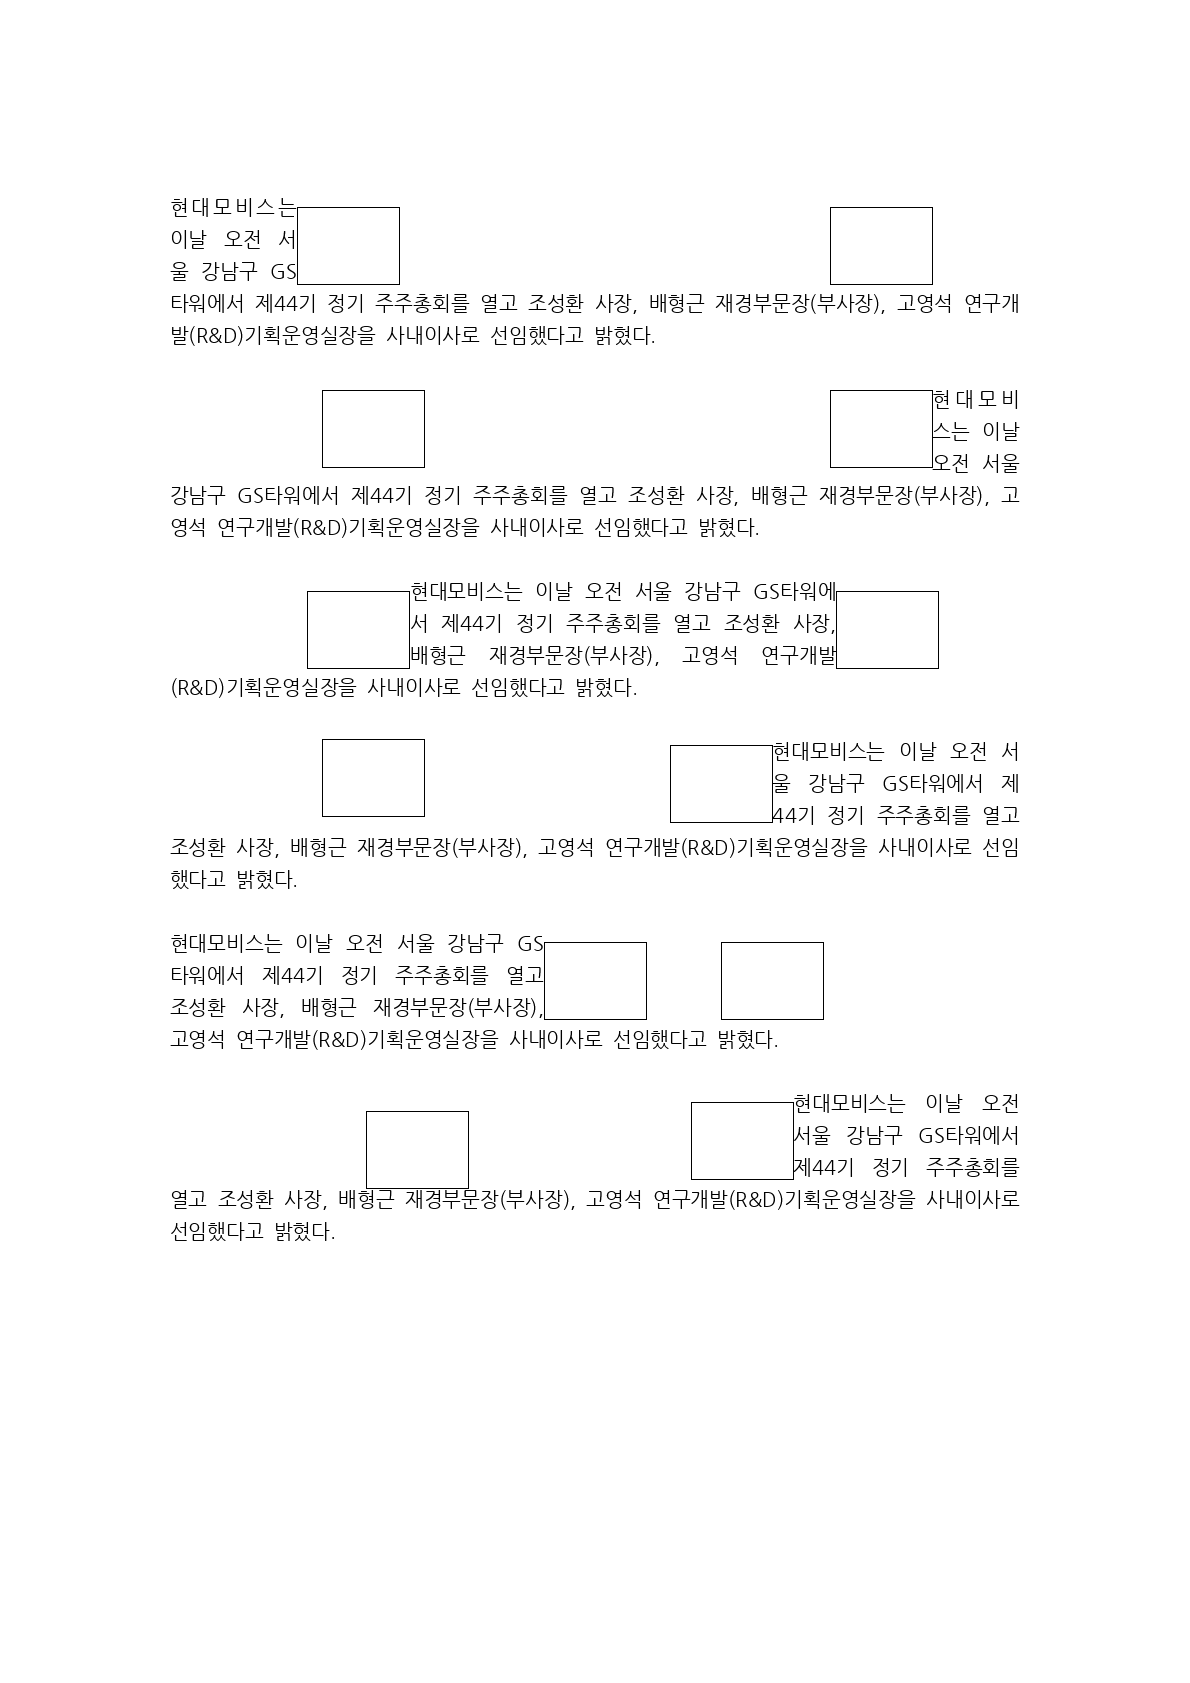 현대모비스는
이날 오전 서
울 강남구 GS
타워에서 제44기 정기 주주총회를 열고 조성환 사장, 배형근 재경부문장(부사장), 고영석 연구개
발(R&D)기획운영실장을 사내이사로 선임했다고 밝혔다.
현대모비
스는 이날
오전 서울
강남구 GS타워에서 제44기 정기 주주총회를 열고 조성환 사장, 배형근 재경부문장(부사장), 고
영석 연구개발(R&D)기획운영실장을 사내이사로 선임했다고 밝혔다.
현대모비스는 이날 오전 서울 강남구 GS타워에
서 제44기 정기 주주총회를 열고 조성환 사장,
배형근 재경부문장(부사장), 고영석 연구개발
(R&D)기획운영실장을 사내이사로 선임했다고 밝혔다.
현대모비스는 이날 오전 서
울 강남구 GS타워에서 제
44기 정기 주주총회를 열고
조성환 사장, 배형근 재경부문장(부사장), 고영석 연구개발(R&D)기획운영실장을 사내이사로 선임
했다고 밝혔다.
현대모비스는 이날 오전 서울 강남구 GS
타워에서 제44기 정기 주주총회를 열고
조성환 사장, 배형근 재경부문장(부사장),
고영석 연구개발(R&D)기획운영실장을 사내이사로 선임했다고 밝혔다.
현대모비스는 이날 오전
서울 강남구 GS타워에서
제44기 정기 주주총회를
열고 조성환 사장, 배형근 재경부문장(부사장), 고영석 연구개발(R&D)기획운영실장을 사내이사로
선임했다고 밝혔다.